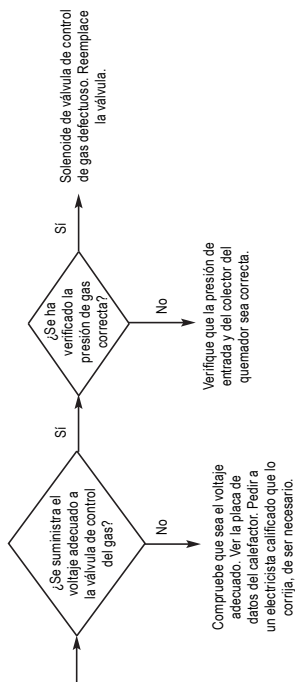 ¿Se suministra el
voltaje adecuado a
la válvula de control
del gas?
Sí
No
Compruebe que sea el voltaje
adecuado. Ver la placa de
datos del calefactor. Pedir a
un electricista calificado que lo
corrija, de ser necesario.
¿Se ha
verificado la
presión de gas
correcta?
Sí
No
Verifique que la presión de
entrada y del colector del
quemador sea correcta.
Solenoide de válvula de control
de gas defectuoso. Reemplace
la válvula.